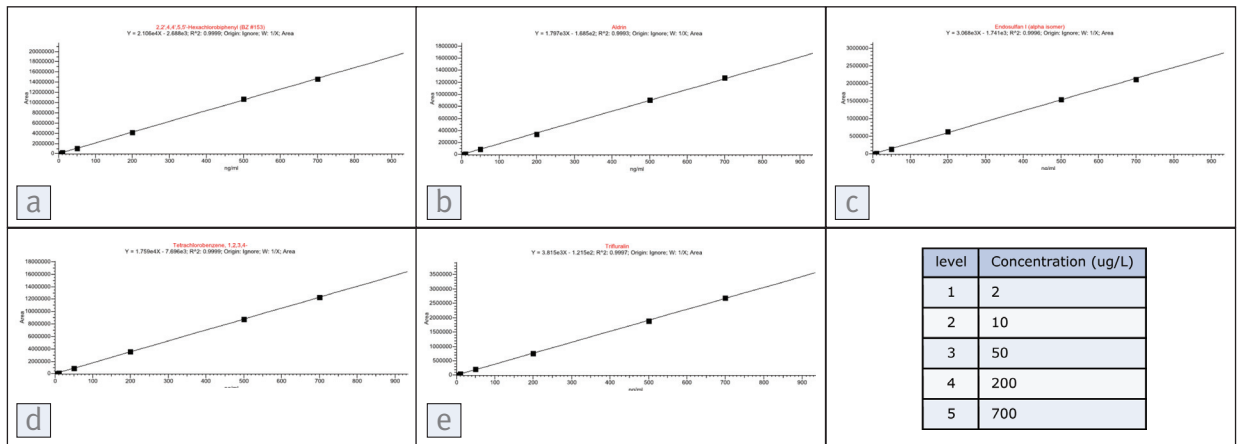 2,2',4,4',5,5'-Hexachlorobiphenyl (BZ #153)
Y = 2.106e4X - 2.688e3; R^2: 0.9999; Origin: Ignore; W: 1/X; Area
20000000
18000000
16000000
14000000
12000000
10000000
8000000
6000000
4000000
2000000
0
Area
0 100 200 300 400 500 600 700 800 900
ng/ml
a
Aldrin
Y = 1.797e3X - 1.685e2; R^2: 0.9993; Origin: Ignore; W: 1/X; Area
1800000
1600000
1400000
1200000
1000000
800000
600000
400000
200000
0
Area
0 100 200 300 400 500 600 700 800 900
ng/ml
b
Endosulfan I (alpha isomer)
Y = 3.068e3X - 1.741e3; R^2: 0.9996; Origin: Ignore; W: 1/X; Area
3000000
2500000
2000000
1500000
1000000
500000
0
Area
0 100 200 300 400 500 600 700 800 900
ng/ml
c
Tetrachlorobenzene, 1,2,3,4-
Y = 1.759e4X - 7.696e3; R^2: 0.9999; Origin: Ignore; W: 1/X; Area
18000000
16000000
14000000
12000000
10000000
8000000
6000000
4000000
2000000
0
Area
0 100 200 300 400 500 600 700 800 900
d
Trifluralin
Y = 3.815e3X - 1.215e2; R^2: 0.9997; Origin: Ignore; W: 1/X; Area
3500000
3000000
2500000
2000000
1500000
1000000
500000
0
Area
0 100 200 300 400 500 600 700 800 900
ng/ml
e
level Concentration (ug/L)
1 2
2 10
3 50
4 200
5 700